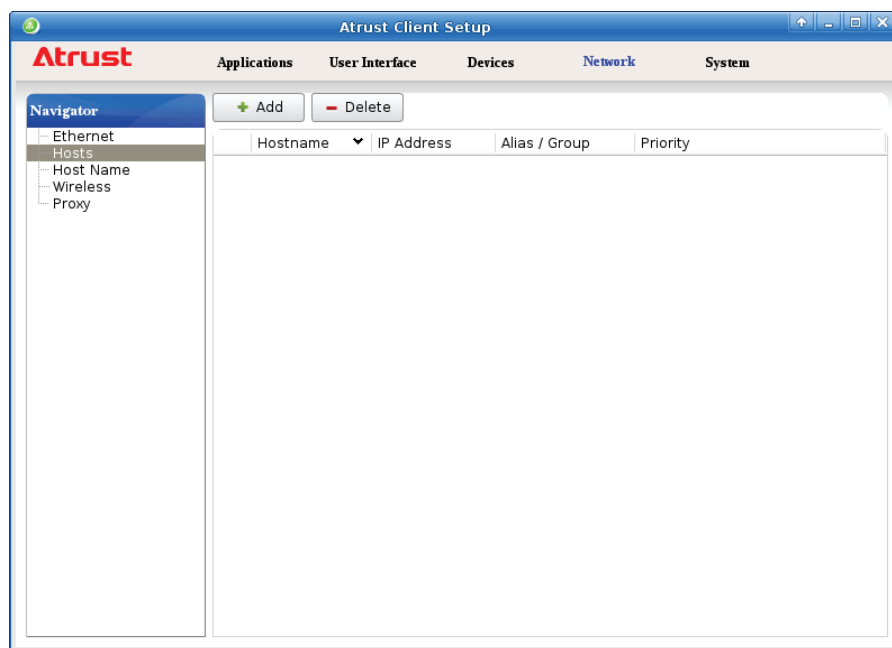 Atrust Client Setup
Atrust
Applications User Interface Devices Network System
Navigator
Add Delete
Ethernet
Hosts
Host Name
Wireless
Proxy
Hostname IP Address Alias / Group Priority